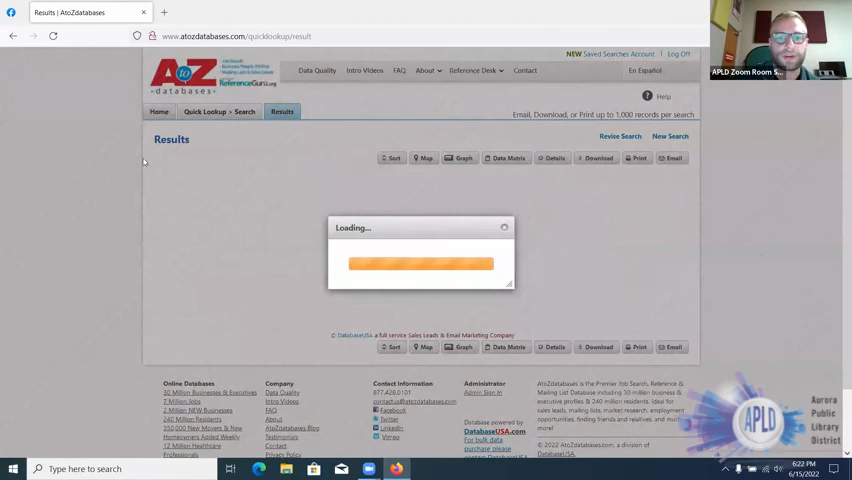 Results | AtoZdatabases.com
www.atozdatabases.com/quicklookup/result
APLD Zoom Room S...
NEW Saved Searches Account | Log Off
A to Z databases
ReferenceGuru.org
Data Quality Intro Videos FAQ About Reference Desk Contact En Español
Help
Home Quick Lookup > Search Results
Email, Download, or Print up to 1,000 records per search
Results
Revise Search New Search
Sort Map Graph Data Matrix Details Download Print Email
Loading...
© DatabaseUSA a full service Sales Leads & Email Marketing Company
Sort Map Graph Data Matrix Details Download Print Email
Online Databases
30 Million Businesses & Executives
7 Million Jobs
2 Million NEW Businesses
240 Million Residents
350,000 New Movers & New
Homeowners Added Weekly
12 Million Healthcare
Professionals
Company
Data Quality
Intro Videos
FAQ
About
AtoZdatabases Blog
Testimonials
Contact
Privacy Policy
Contact Information
877.428.0101
contactus@atozdatabases.com
Facebook
Twitter
LinkedIn
Vimeo
Administrator
Admin Sign In
Database powered by
DatabaseUSA.com
For bulk data
purchase please
AtoZdatabases is the Premier Job Search, Reference &
Mailing List Database including 30 million business
& executive profiles & 240 million residents. Ideal for
sales leads, mailing lists, market research, employment
opportunities, finding friends and relatives, and much
more!
© 2022 AtoZdatabases.com. a division of
DatabaseUSA.
APLD
Aurora
Public
Library
District
Type here to search
6:22 PM
6/15/2022